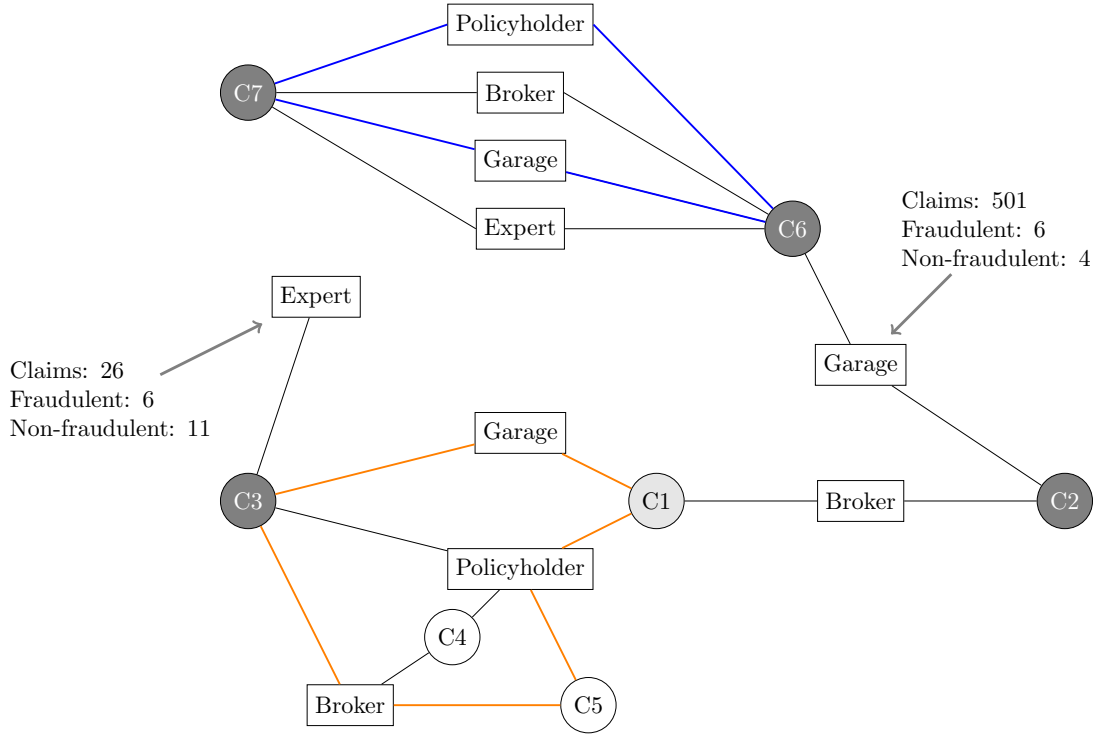 Policyholder
C7
Broker
Garage
Expert
C6
Claims: 501
Fraudulent: 6
Non-fraudulent: 4
Expert
Claims: 26
Fraudulent: 6
Non-fraudulent: 11
Garage
Garage
C3
C1
Broker
C2
Policyholder
C4
Broker
C5